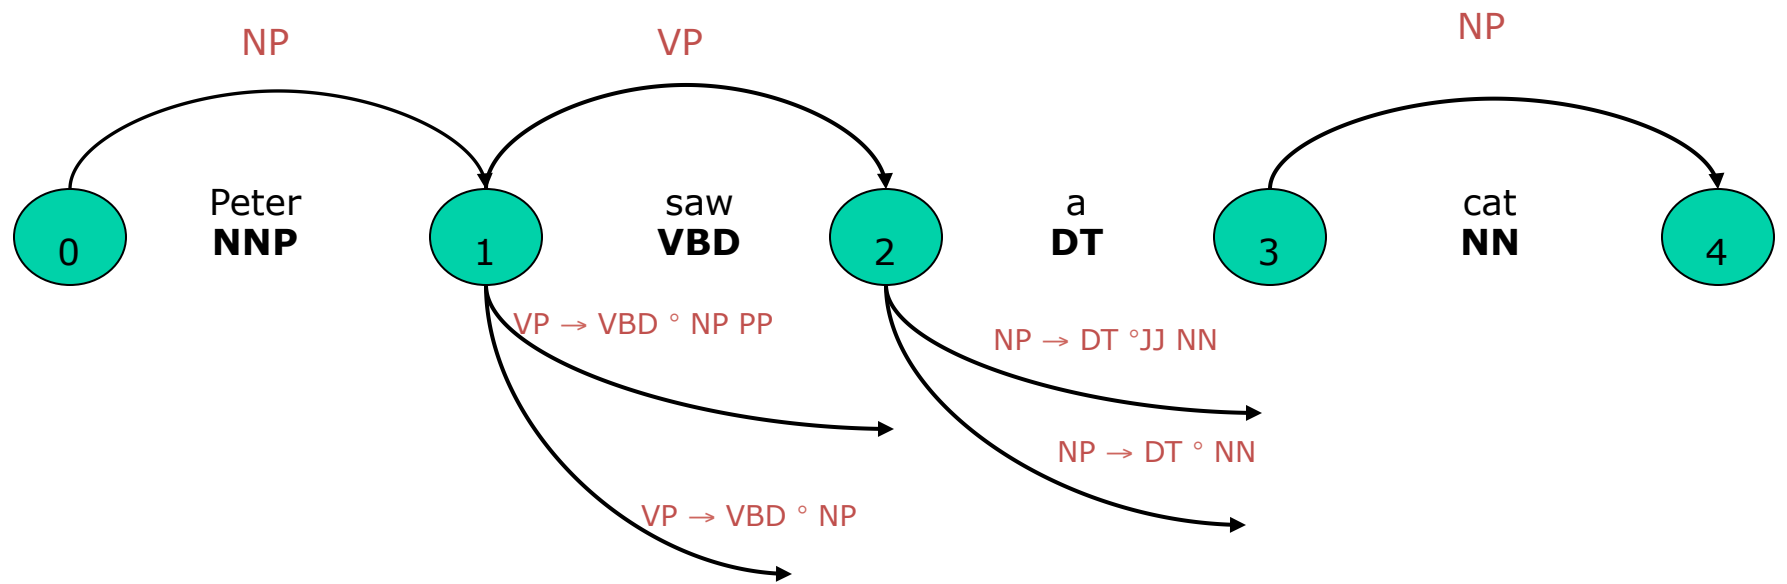 NP
VP
NP
Peter
NNP
saw
VBD
a
DT
cat
NN
0
1
2
3
4
VP → VBD ° NP PP
NP → DT °JJ NN
NP → DT ° NN
VP → VBD ° NP